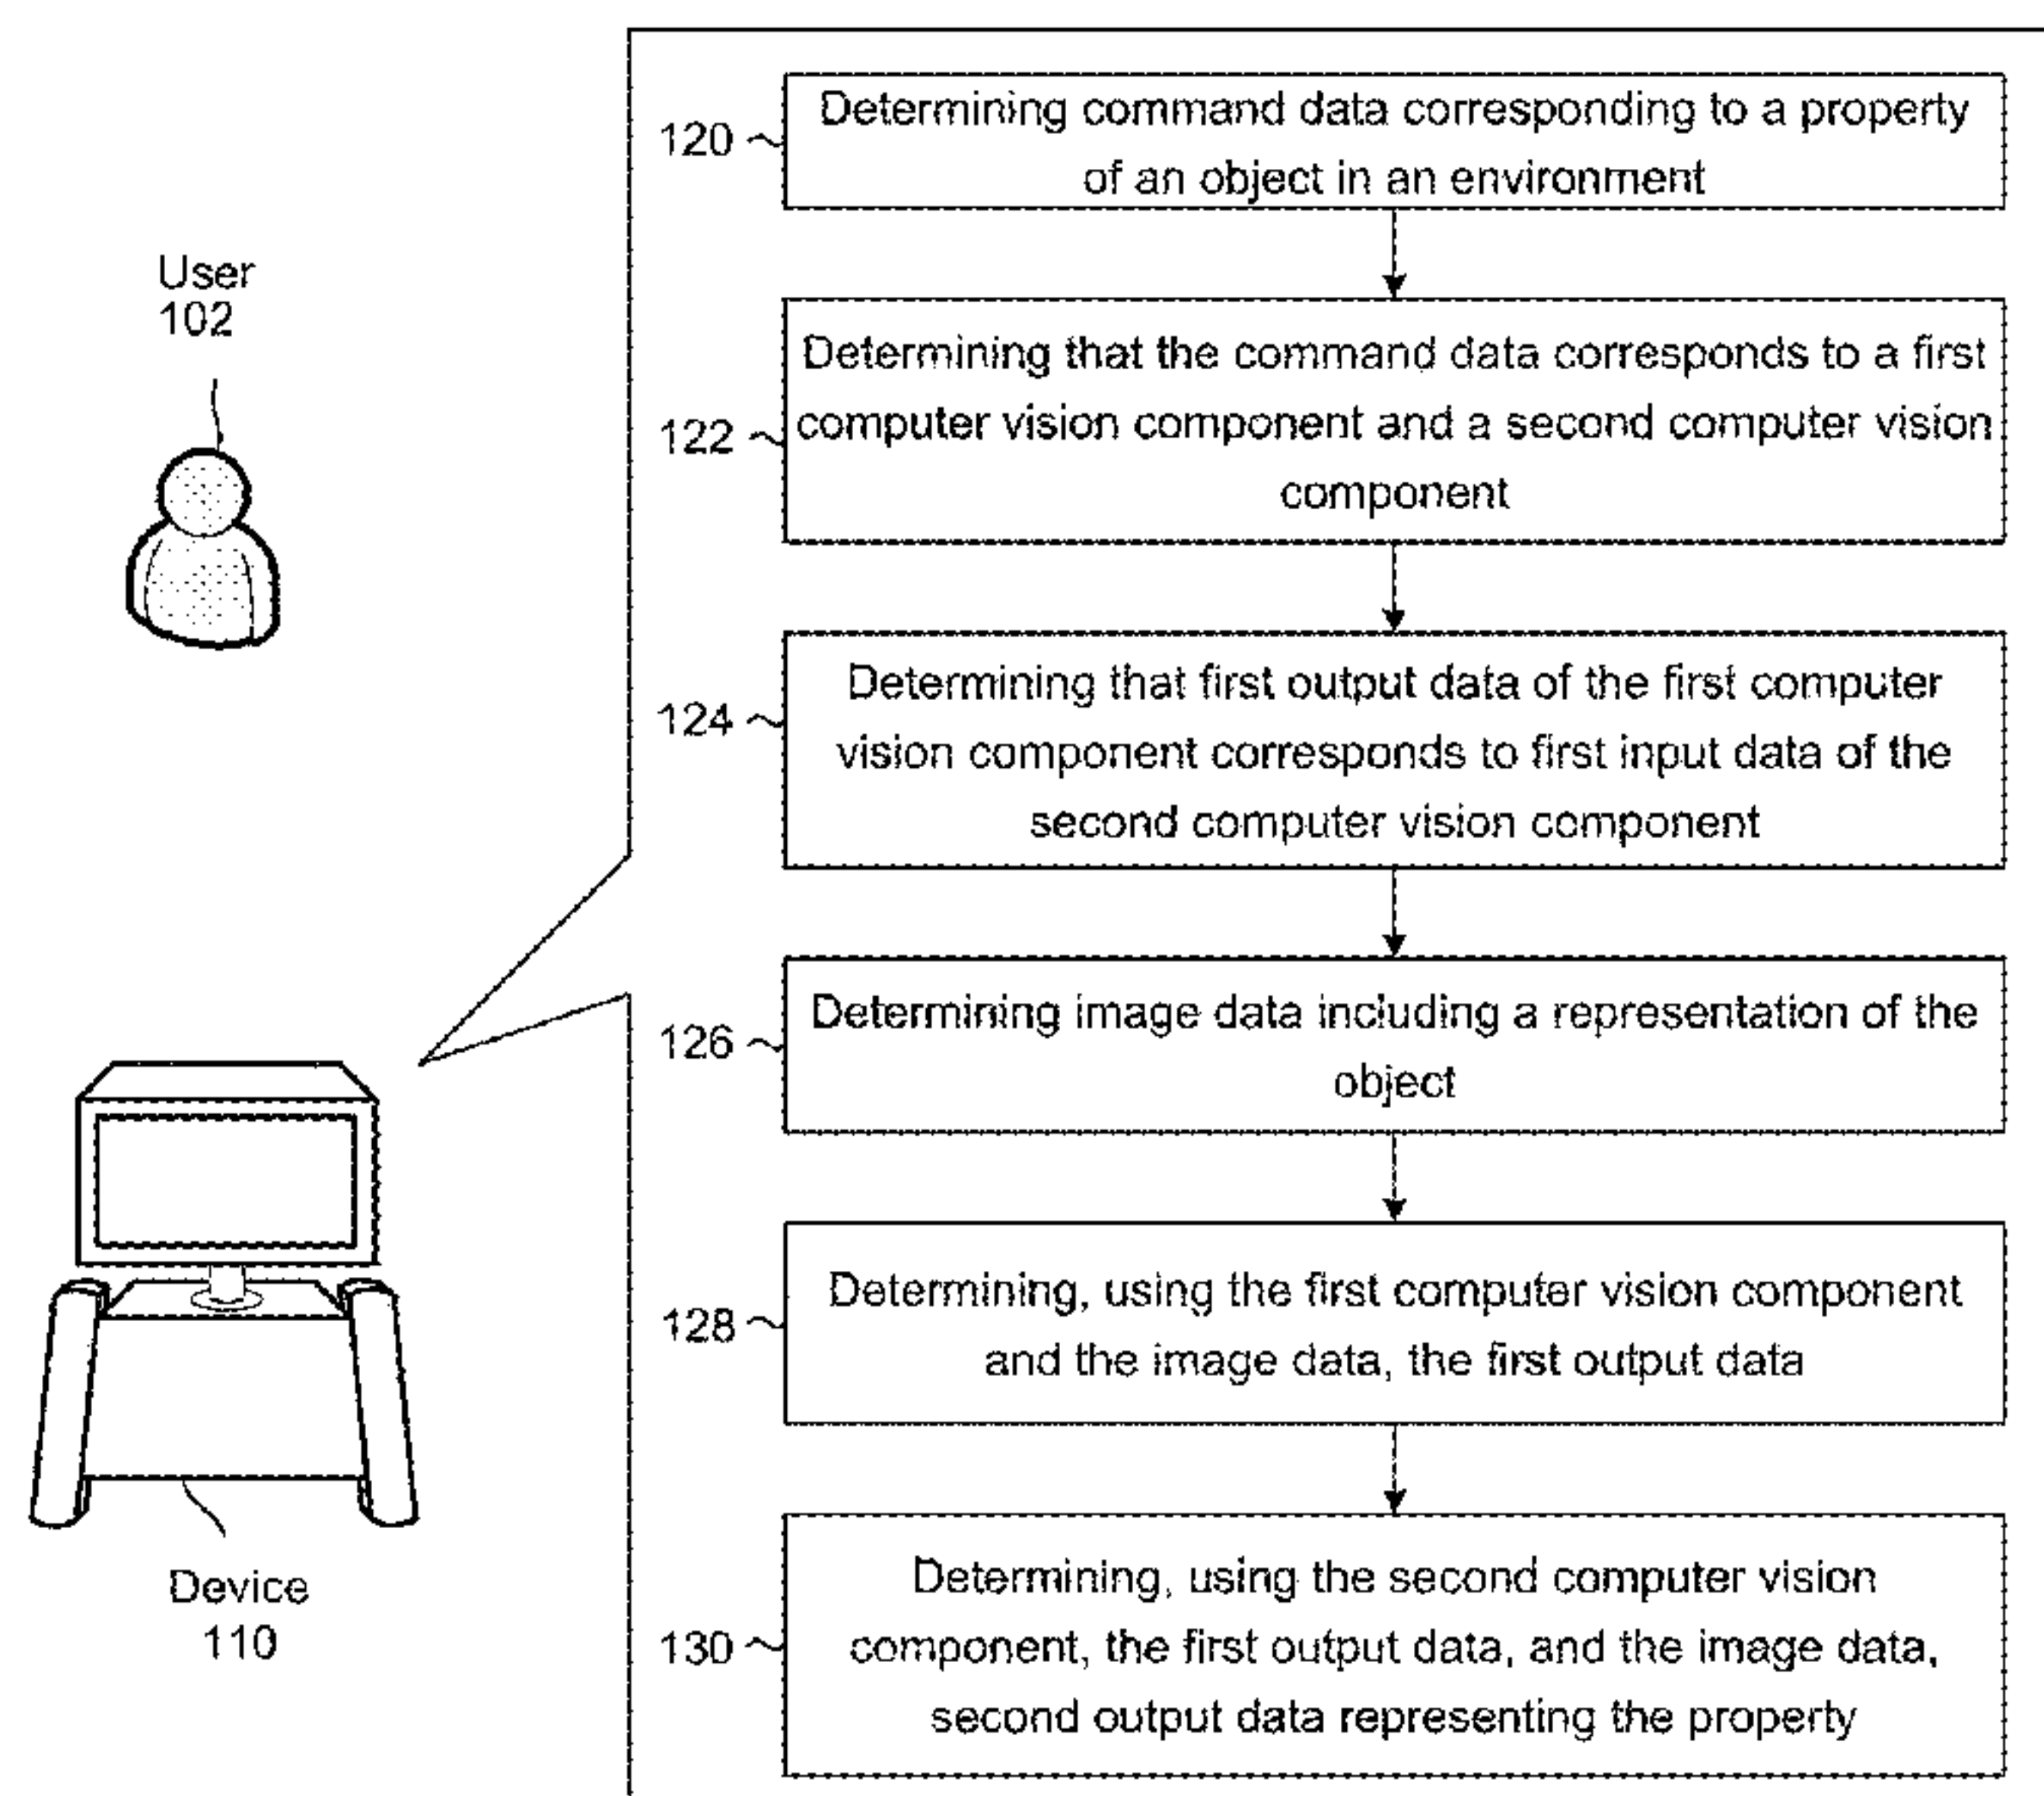 User
102
Device
110
120
Determining command data corresponding to a property
of an object in an environment
122
Determining that the command data corresponds to a first
computer vision component and a second computer vision
component
124
Determining that first output data of the first computer
vision component corresponds to first input data of the
second computer vision component
126
Determining image data including a representation of the
object
128
Determining, using the first computer vision component
and the image data, the first output data
130
Determining, using the second computer vision
component, the first output data, and the image data,
second output data representing the property